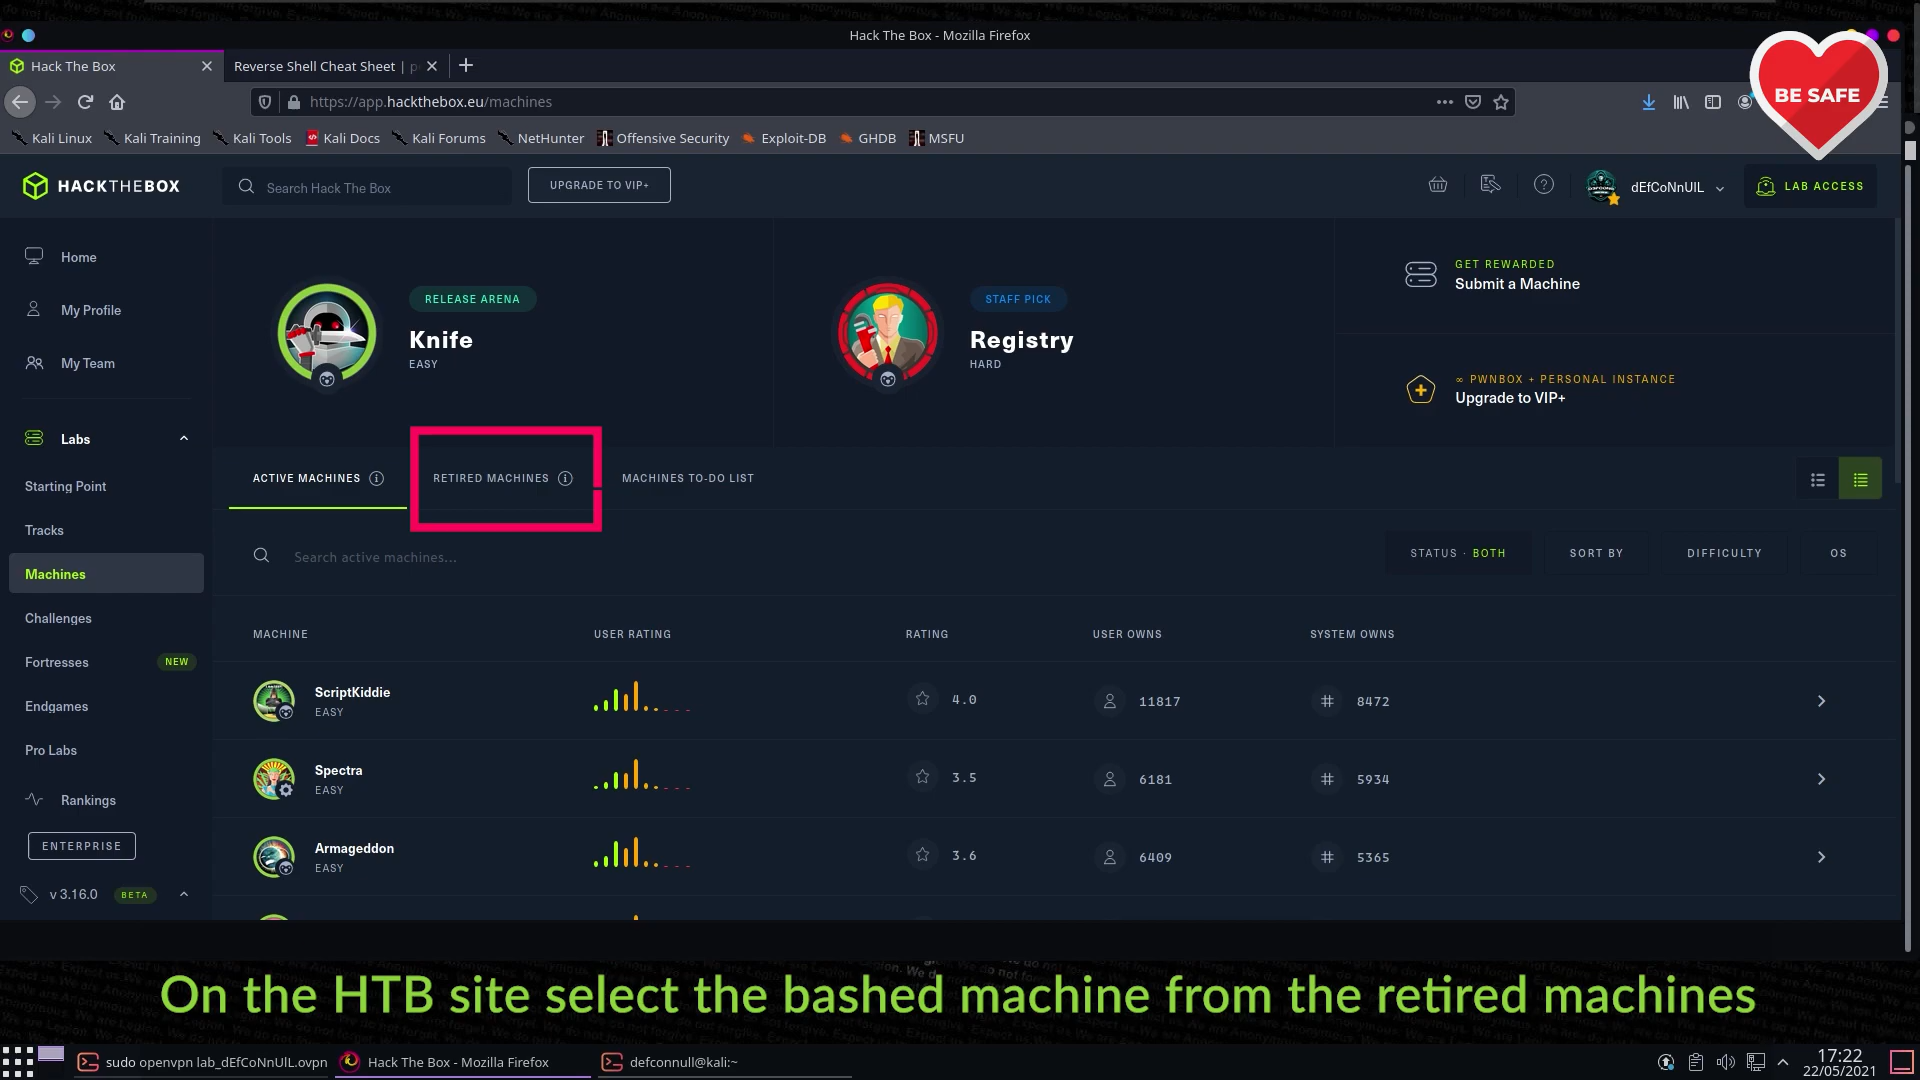 Hack The Box - Mozilla Firefox
Hack The Box
Reverse Shell Cheat Sheet | p
https://app.hackthebox.eu/machines
BE SAFE
Kali Linux
Kali Training
Kali Tools
Kali Docs
Kali Forums
NetHunter
Offensive Security
Exploit-DB
GHDB
MSFU
HACKTHEBOX
Search Hack The Box
UPGRADE TO VIP+
dEfCoNnUlL
LAB ACCESS
Home
My Profile
My Team
Labs
Starting Point
Tracks
Machines
Challenges
Fortresses NEW
Endgames
Pro Labs
Rankings
ENTERPRISE
v 3.16.0 BETA
RELEASE ARENA
Knife
EASY
STAFF PICK
Registry
HARD
GET REWARDED
Submit a Machine
∞ PWNBOX + PERSONAL INSTANCE
Upgrade to VIP+
ACTIVE MACHINES
RETIRED MACHINES
MACHINES TO-DO LIST
Search active machines...
STATUS · BOTH
SORT BY
DIFFICULTY
OS
MACHINE USER RATING RATING USER OWNS SYSTEM OWNS
ScriptKiddie
EASY
4.0 11817 8472
Spectra
EASY
3.5 6181 5934
Armageddon
EASY
3.6 6409 5365
On the HTB site select the bashed machine from the retired machines
sudo openvpn lab_dEfCoNnUlL.ovpn
Hack The Box - Mozilla Firefox
defconnull@kali:~
17:22
22/05/2021